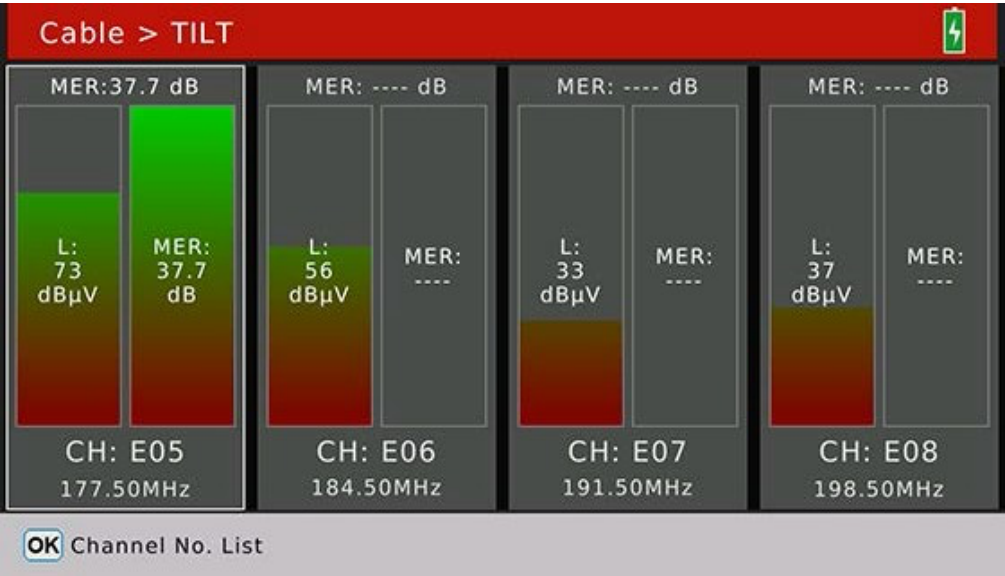 Cable > TILT
MER:37.7 dB
L:
73
dBµV
MER:
37.7
dB
CH: E05
177.50MHz
MER: ---- dB
L:
56
dBµV
MER:
----
CH: E06
184.50MHz
MER: ---- dB
L:
33
dBµV
MER:
----
CH: E07
191.50MHz
MER: ---- dB
L:
37
dBµV
MER:
----
CH: E08
198.50MHz
OK Channel No. List